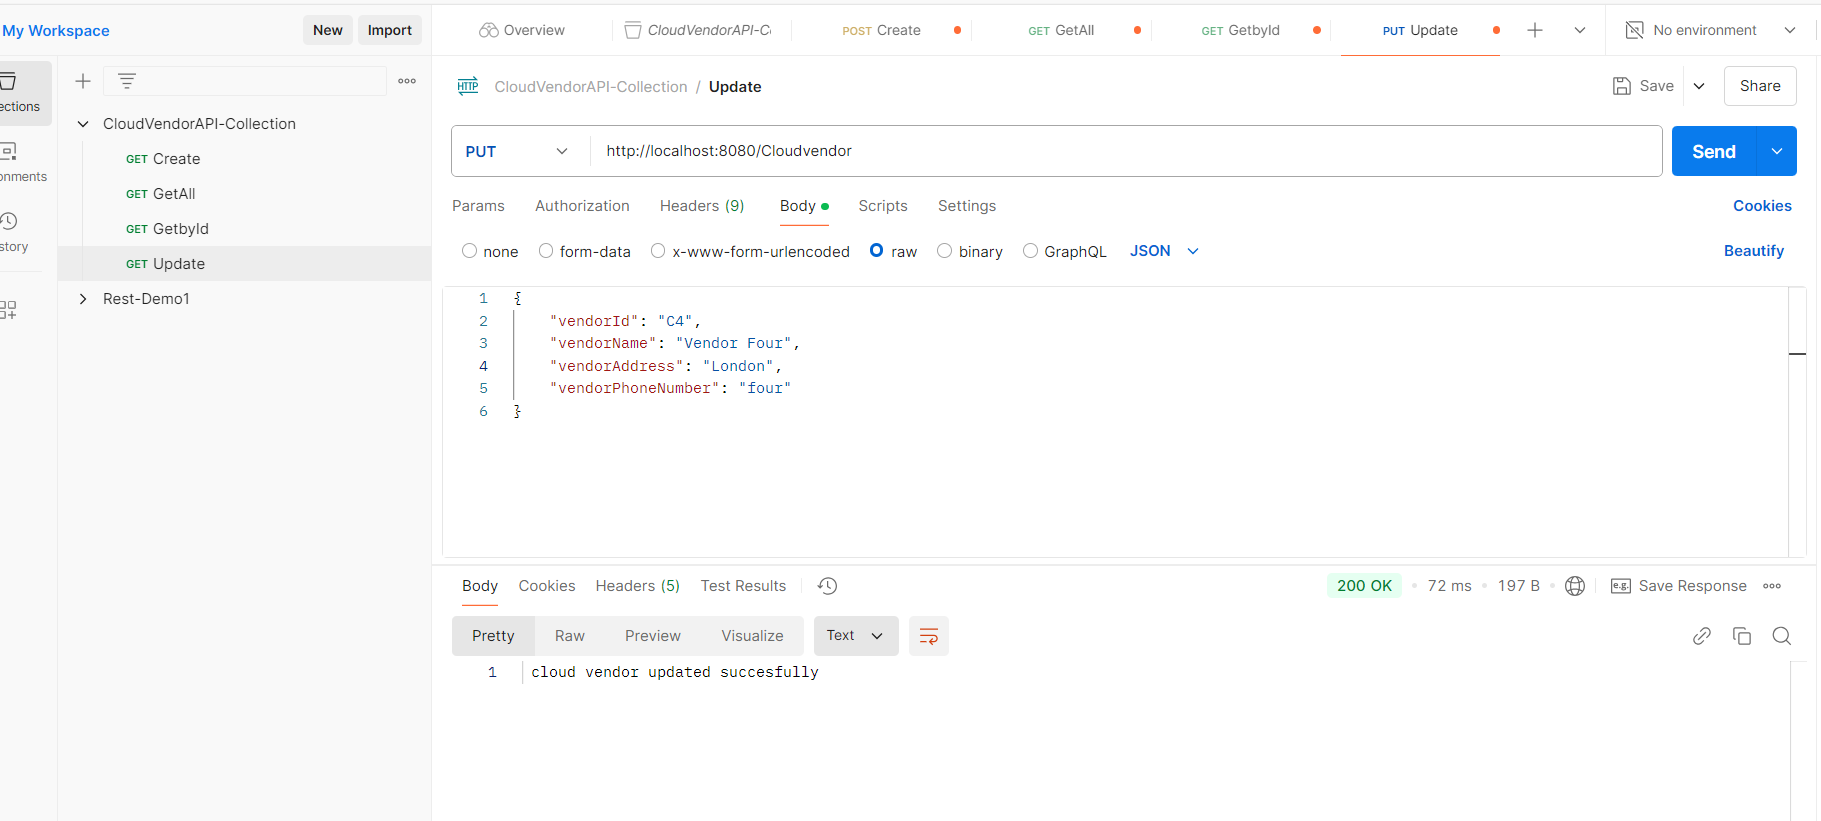 My Workspace
New
Import
Overview
CloudVendorAPI-C
POST Create
GET GetAll
GET GetbyId
PUT Update
No environment
ections
onments
story
CloudVendorAPI-Collection
GET Create
GET GetAll
GET GetbyId
GET Update
Rest-Demo1
HTTP CloudVendorAPI-Collection / Update
Save
Share
PUT
http://localhost:8080/Cloudvendor
Send
Params
Authorization
Headers (9)
Body
Scripts
Settings
Cookies
none
form-data
x-www-form-urlencoded
raw
binary
GraphQL
JSON
Beautify
1 {
2 "vendorId": "C4",
3 "vendorName": "Vendor Four",
4 "vendorAddress": "London",
5 "vendorPhoneNumber": "four"
6 }
Body
Cookies
Headers (5)
Test Results
200 OK
72 ms
197 B
e.g. Save Response
Pretty
Raw
Preview
Visualize
Text
1 cloud vendor updated succesfully